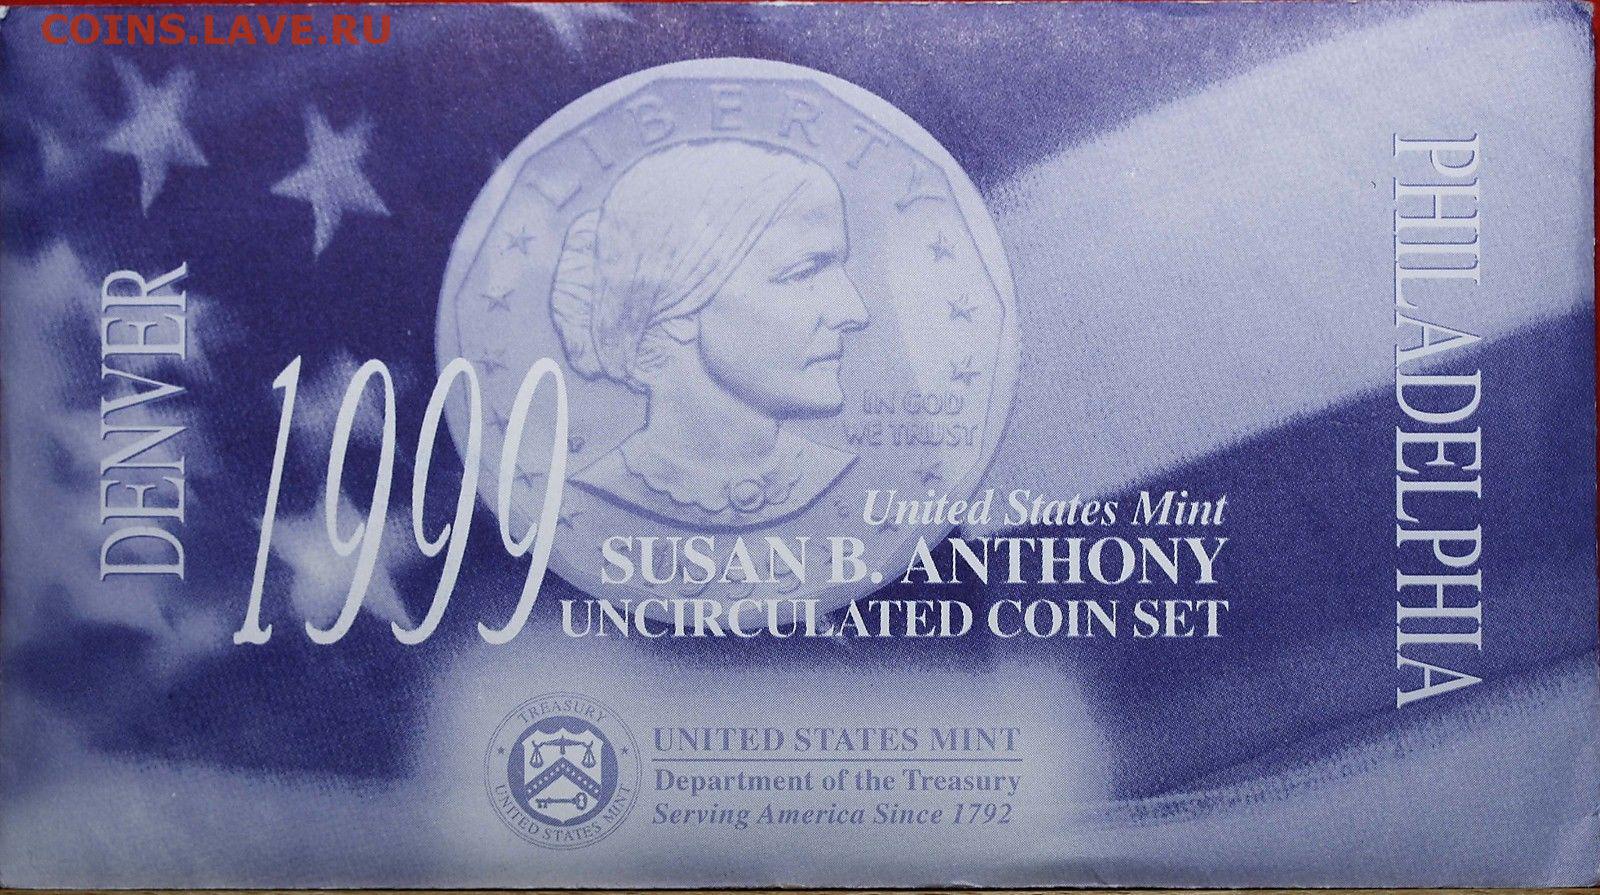 COINS.LAVE.RU
LIBERTY
IN GOD
WE TRUST
DENVER
1999
PHILADELPHIA
United States Mint
SUSAN B. ANTHONY
UNCIRCULATED COIN SET
TREASURY
UNITED STATES MINT
UNITED STATES MINT
Department of the Treasury
Serving America Since 1792